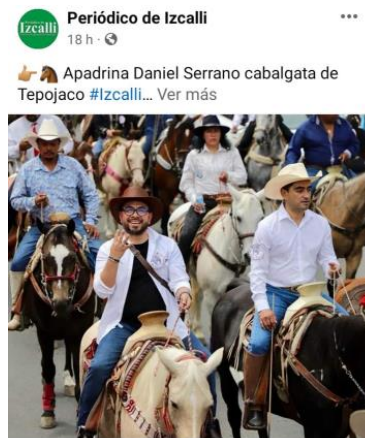 Izcalli
Periódico de Izcalli
18 h ·
Apadrina Daniel Serrano cabalgata de
Tepojaco #Izcalli... Ver más